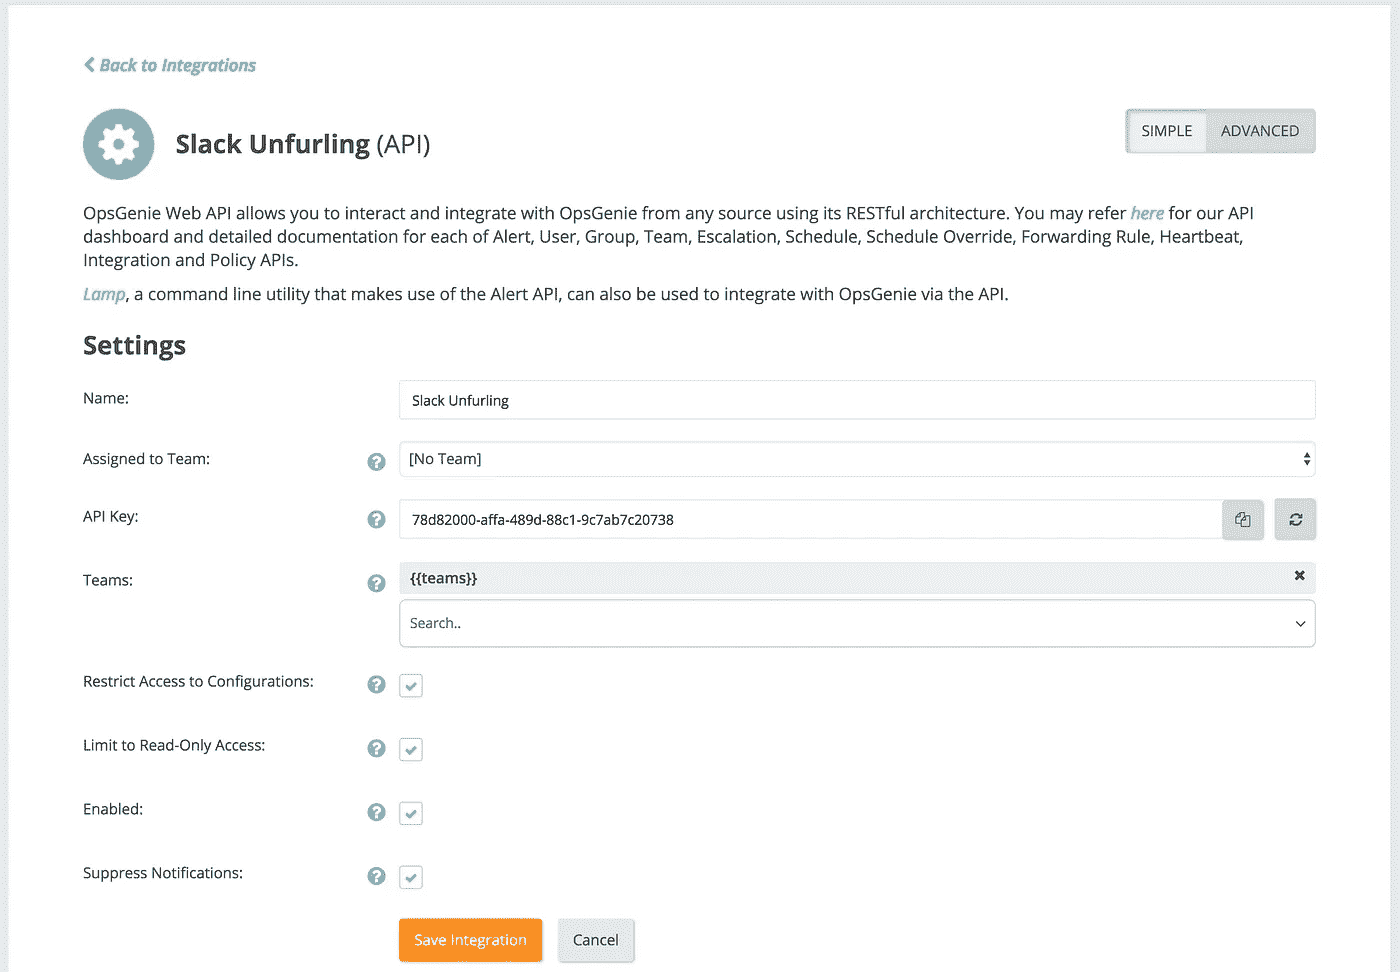 Back to Integrations
Slack Unfurling (API)
SIMPLE ADVANCED
OpsGenie Web API allows you to interact and integrate with OpsGenie from any source using its RESTful architecture. You may refer here for our API
dashboard and detailed documentation for each of Alert, User, Group, Team, Escalation, Schedule, Schedule Override, Forwarding Rule, Heartbeat,
Integration and Policy APIs.
Lamp, a command line utility that makes use of the Alert API, can also be used to integrate with OpsGenie via the API.
Settings
Name: Slack Unfurling
Assigned to Team: ? [No Team]
API Key: ? 78d82000-affa-489d-88c1-9c7ab7c20738
Teams: ? {{teams}}
Search..
Restrict Access to Configurations: ?
Limit to Read-Only Access: ?
Enabled: ?
Suppress Notifications: ?
Save Integration Cancel